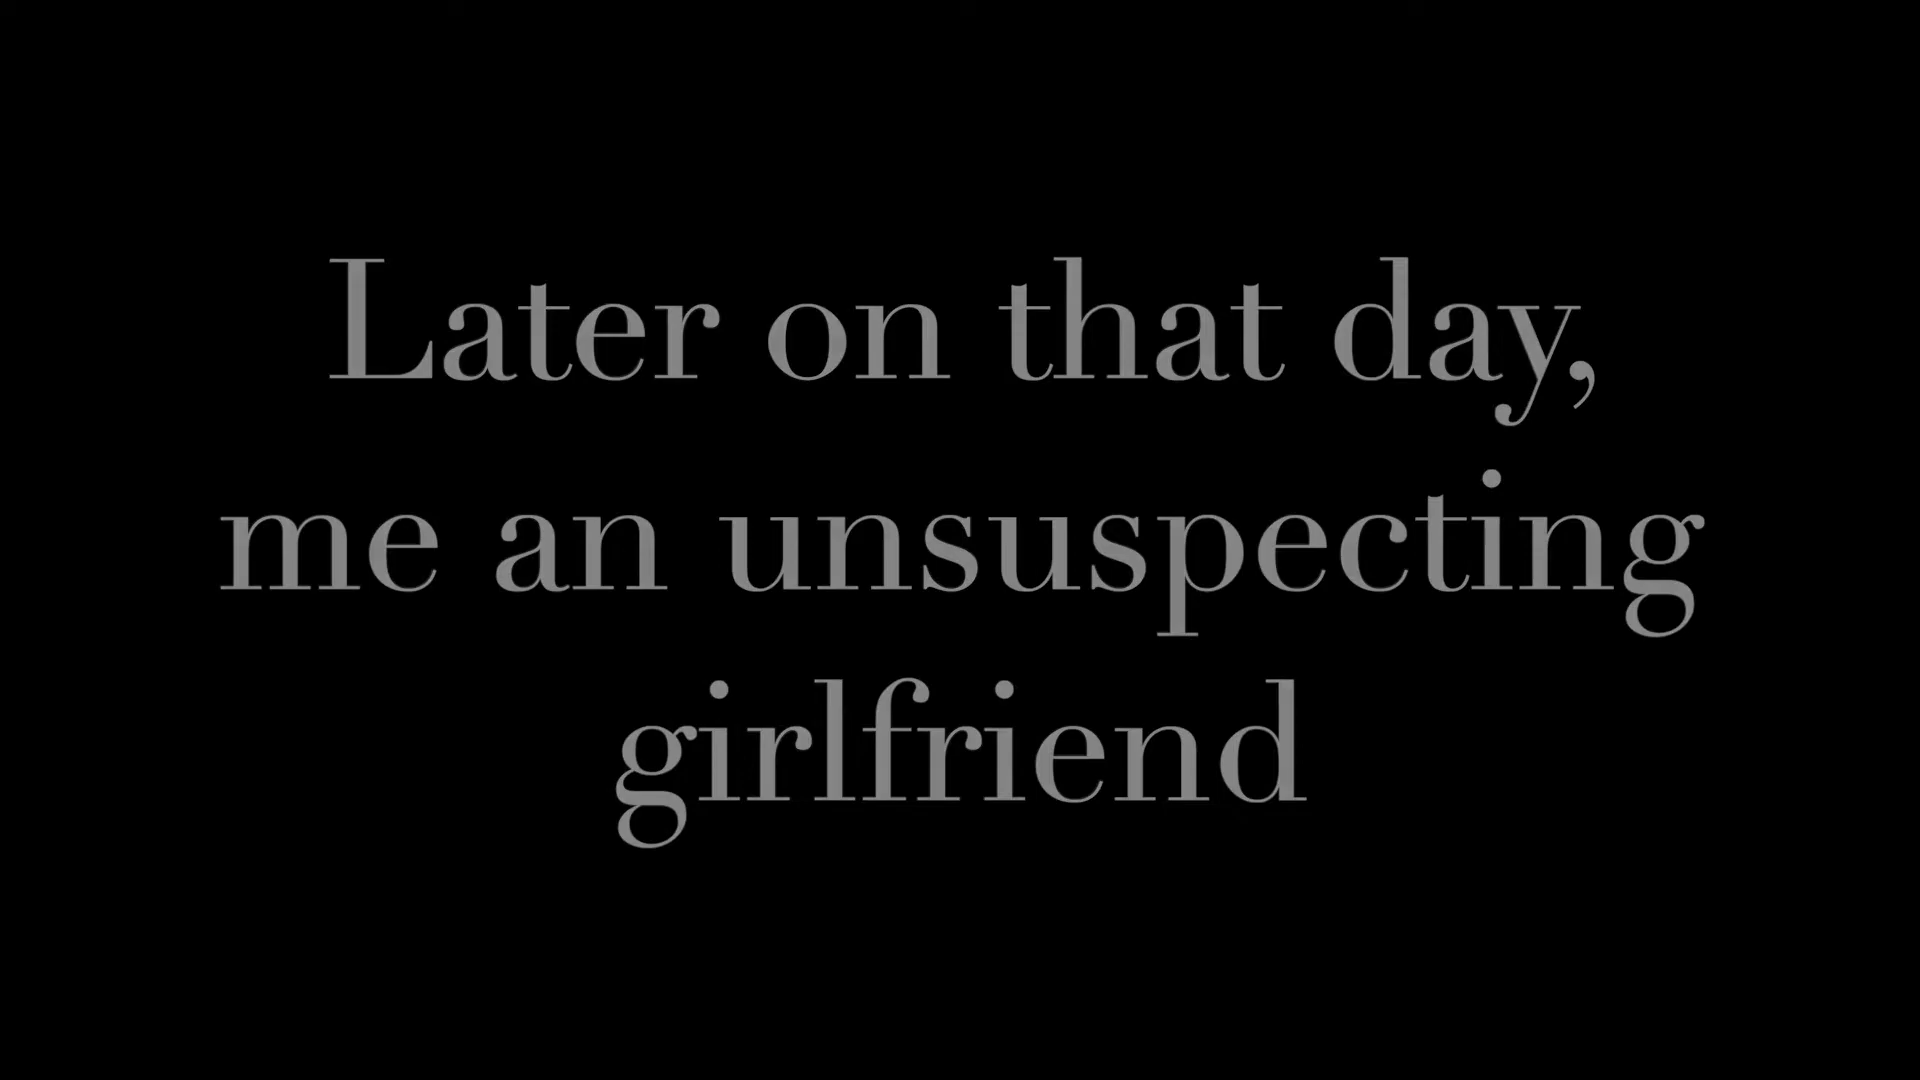 Later on that day,
me an unsuspecting
girlfriend